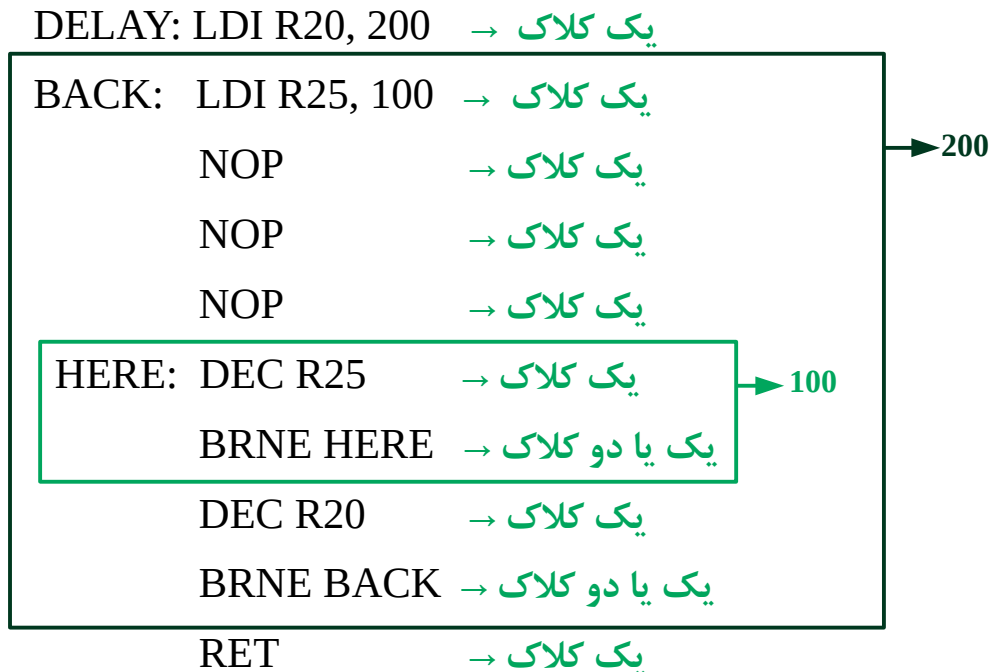 DELAY: LDI R20, 200 → یک کلاک
BACK: LDI R25, 100 → یک کلاک
200
NOP → یک کلاک
NOP → یک کلاک
NOP → یک کلاک
HERE: DEC R25 → یک کلاک
100
BRNE HERE → یک یا دو کلاک
DEC R20 → یک کلاک
BRNE BACK → یک یا دو کلاک
RET → یک کلاک